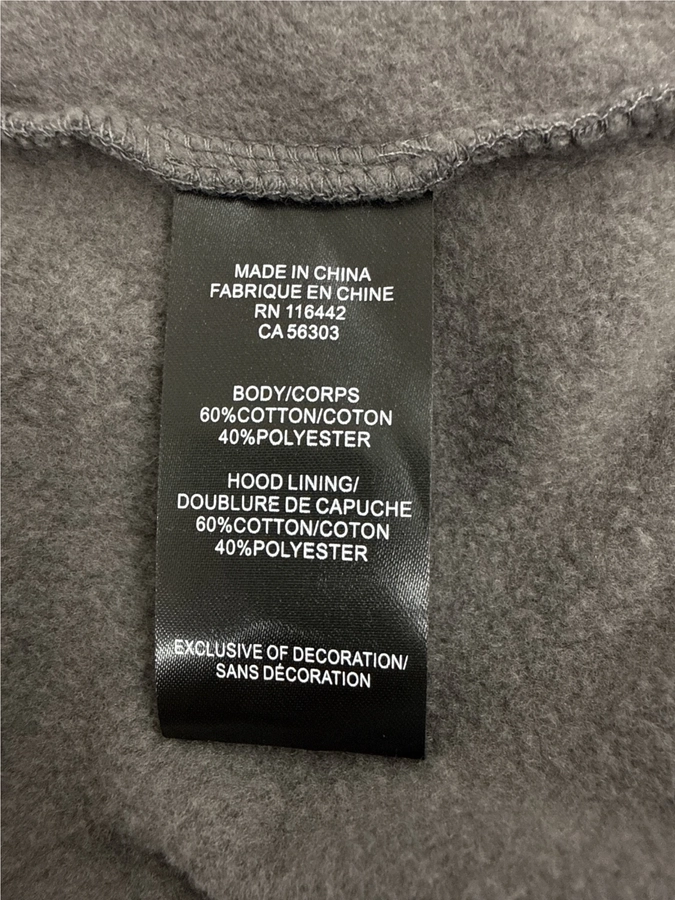 MADE IN CHINA
FABRIQUE EN CHINE
RN 116442
CA 56303
BODY/CORPS
60%COTTON/COTON
40%POLYESTER
HOOD LINING/
DOUBLURE DE CAPUCHE
60%COTTON/COTON
40%POLYESTER
EXCLUSIVE OF DECORATION/
SANS DÉCORATION